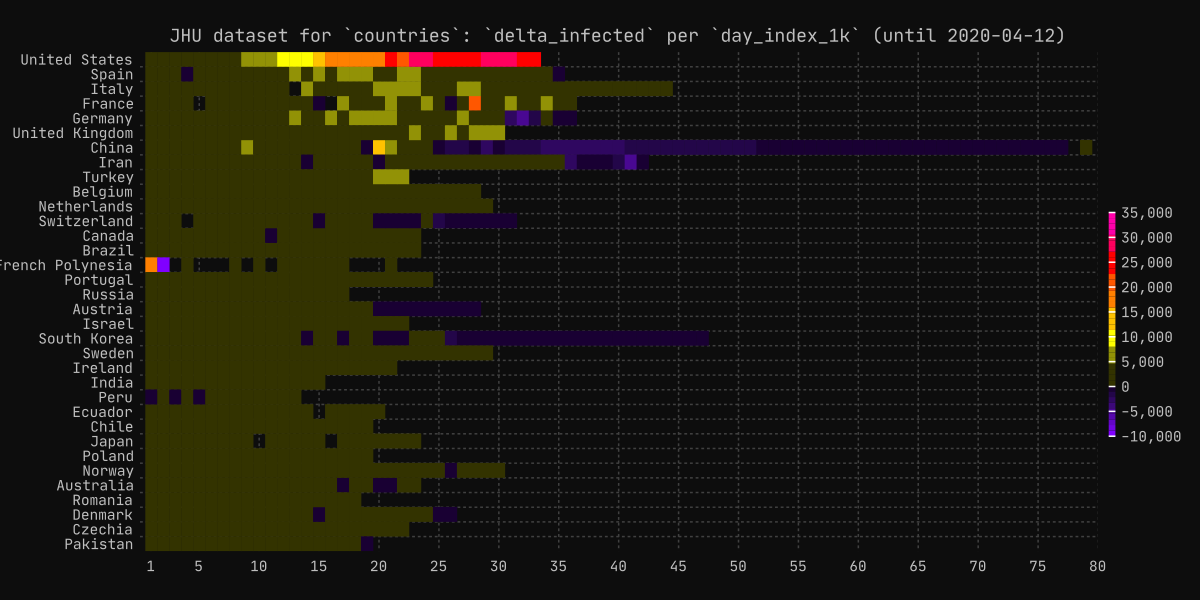 JHU dataset for `countries`: `delta_infected` per `day_index_1k` (until 2020-04-12)
United States
Spain
Italy
France
Germany
United Kingdom
China
Iran
Turkey
Belgium
Netherlands
Switzerland
Canada
Brazil
French Polynesia
Portugal
Russia
Austria
Israel
South Korea
Sweden
Ireland
India
Peru
Ecuador
Chile
Japan
Poland
Norway
Australia
Romania
Denmark
Czechia
Pakistan
35,000
30,000
25,000
20,000
15,000
10,000
5,000
0
-5,000
-10,000
1 5 10 15 20 25 30 35 40 45 50 55 60 65 70 75 80